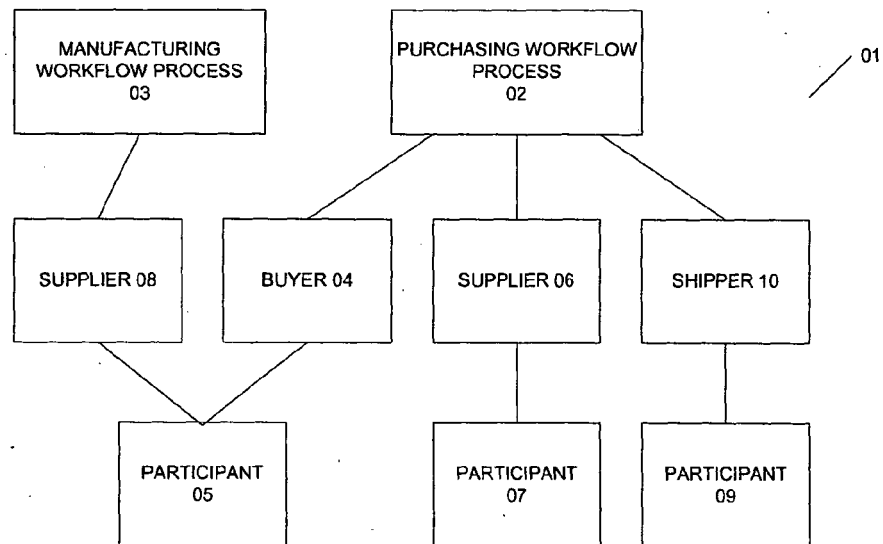 MANUFACTURING
WORKFLOW PROCESS
03
PURCHASING WORKFLOW
PROCESS
02
01
SUPPLIER 08
BUYER 04
SUPPLIER 06
SHIPPER 10
PARTICIPANT
05
PARTICIPANT
07
PARTICIPANT
09